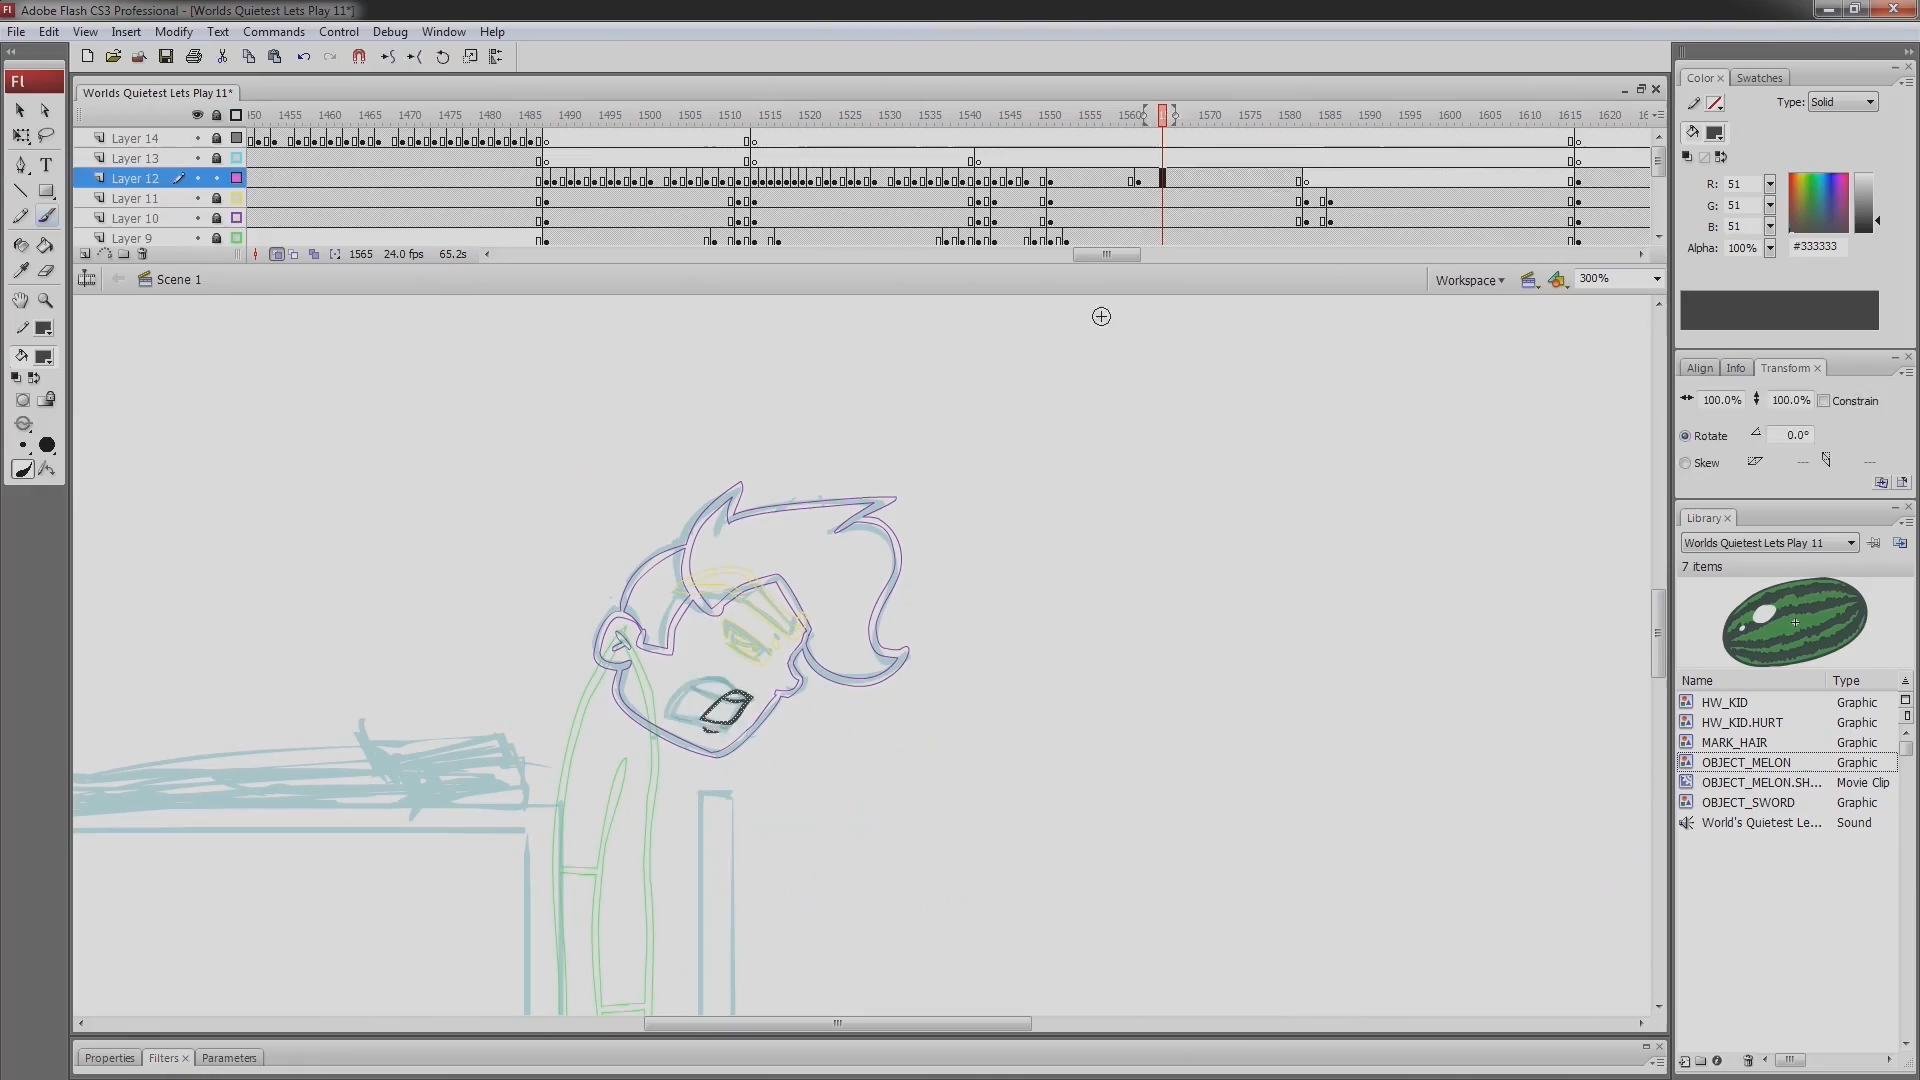 Fl Adobe Flash CS3 Professional - [Worlds Quietest Lets Play 11*]
File Edit View Insert Modify Text Commands Control Debug Window Help
Fl
Worlds Quietest Lets Play 11*
1455 1460 1465 1470 1475 1480 1485 1490 1495 1500 1505 1510 1515 1520 1525 1530 1535 1540 1545 1550 1555 1560 1570 1575 1580 1585 1590 1595 1600 1605 1610 1615 1620
Layer 14
Layer 13
Layer 12
Layer 11
Layer 10
Layer 9
1565 24.0 fps 65.2s
Scene 1
Workspace 300%
Color Swatches
Type: Solid
R: 51
G: 51
B: 51
Alpha: 100% #333333
Align Info Transform
100.0% 100.0% Constrain
Rotate 0.0°
Skew --- ---
Library
Worlds Quietest Lets Play 11
7 items
Name Type
HW_KID Graphic
HW_KID.HURT Graphic
MARK_HAIR Graphic
OBJECT_MELON Graphic
OBJECT_MELON.SH... Movie Clip
OBJECT_SWORD Graphic
World's Quietest Le... Sound
Properties Filters Parameters